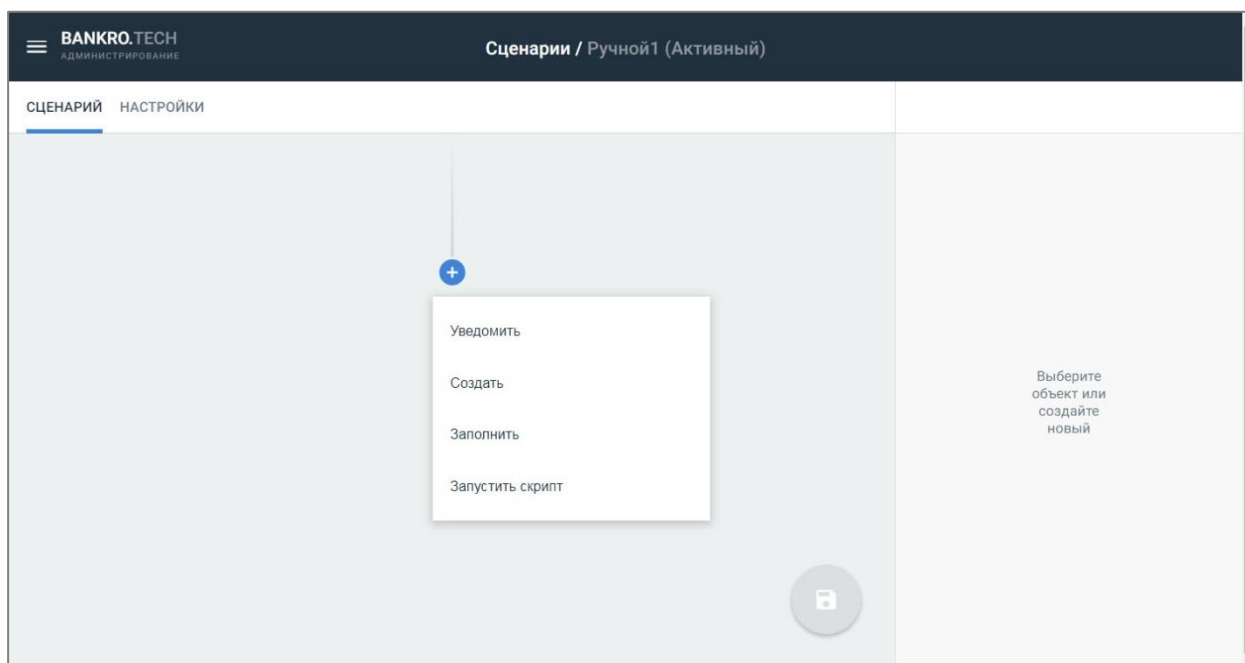 BANKRO.TECH
АДМИНИСТРИРОВАНИЕ
Сценарии / Ручной1 (Активный)
СЦЕНАРИЙ НАСТРОЙКИ
Уведомить
Создать
Заполнить
Запустить скрипт
Выберите
объект или
создайте
новый